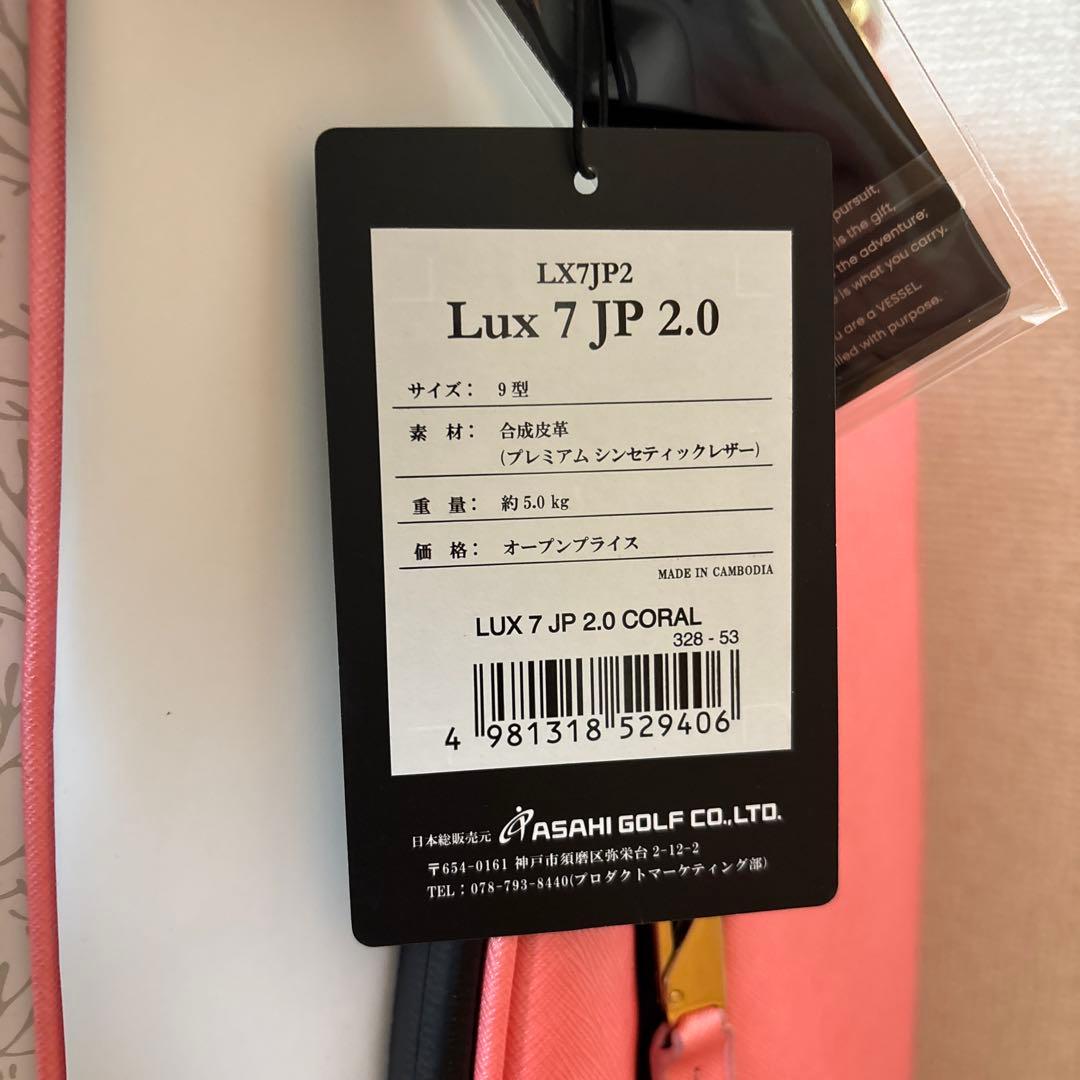 pursuit,
is the gift,
the adventure;
is what you carry.
are a VESSEL
with purpose.
LX7JP2
Lux 7 JP 2.0
サイズ： 9型
素 材： 合成皮革
(プレミアム シンセティックレザー)
重 量： 約5.0 kg
価 格： オープンプライス
MADE IN CAMBODIA
LUX 7 JP 2.0 CORAL
328 - 53
4 981318 529406
日本総販売元 ASAHI GOLF CO.,LTD.
〒654-0161 神戸市須磨区弥栄台 2-12-2
TEL：078-793-8440(プロダクトマーケティング部)